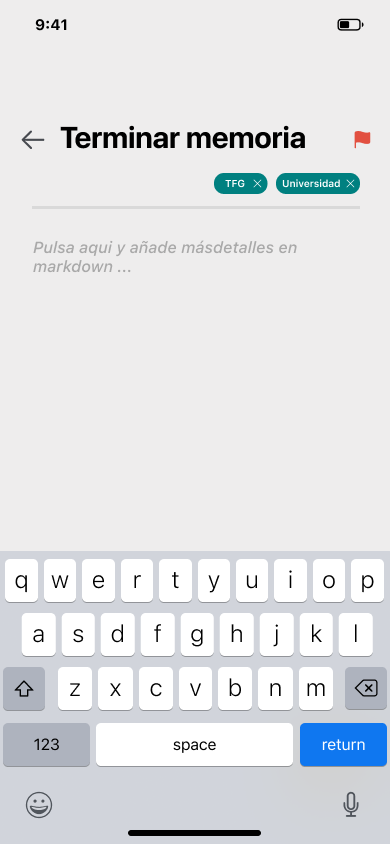 9:41
Terminar memoria
TFG Universidad
Pulsa aqui y añade másdetalles en
markdown ...
q w e r t y u i o p
a s d f g h j k l
z x c v b n m
123 space return